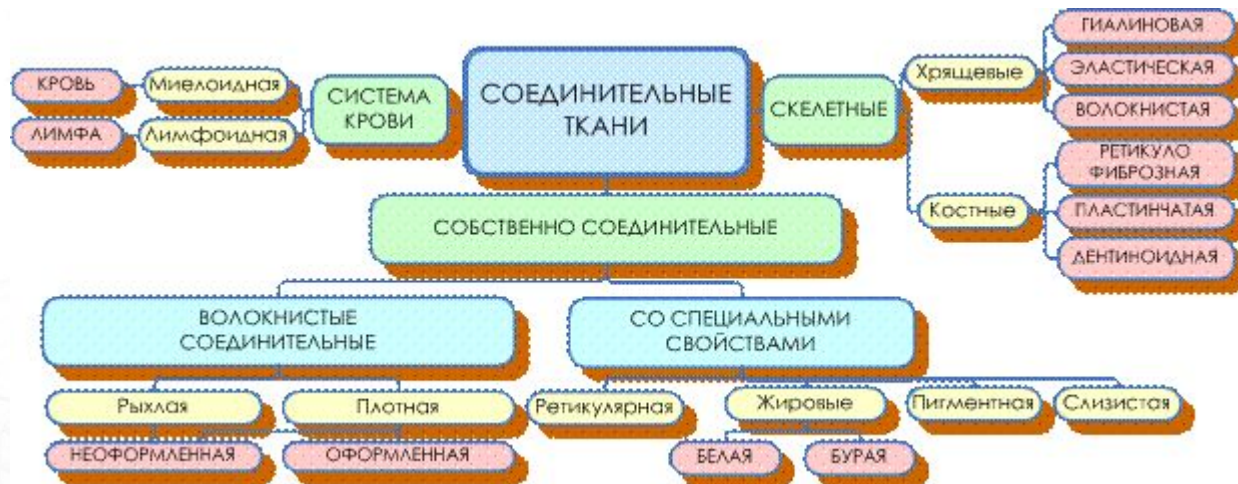 СОЕДИНИТЕЛЬНЫЕ
ТКАНИ
СИСТЕМА
КРОВИ
Миелоидная
КРОВЬ
Лимфоидная
ЛИМФА
СКЕЛЕТНЫЕ
Хрящевые
ГИАЛИНОВАЯ
ЭЛАСТИЧЕСКАЯ
ВОЛОКНИСТАЯ
Костные
РЕТИКУЛО
ФИБРОЗНАЯ
ПЛАСТИНЧАТАЯ
ДЕНТИНОИДНАЯ
СОБСТВЕННО СОЕДИНИТЕЛЬНЫЕ
ВОЛОКНИСТЫЕ
СОЕДИНИТЕЛЬНЫЕ
Рыхлая
Плотная
НЕОФОРМЛЕННАЯ
ОФОРМЛЕННАЯ
СО СПЕЦИАЛЬНЫМИ
СВОЙСТВАМИ
Ретикулярная
Жировые
Пигментная
Слизистая
БЕЛАЯ
БУРАЯ